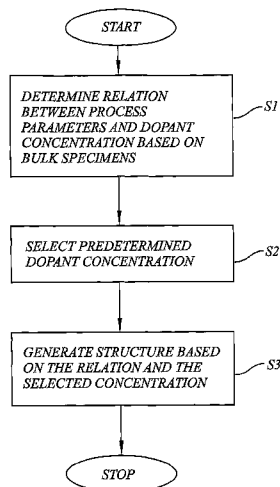 START
DETERMINE RELATION
BETWEEN PROCESS
PARAMETERS AND DOPANT
CONCENTRATION BASED ON
BULK SPECIMENS
S1
SELECT PREDETERMINED
DOPANT CONCENTRATION
S2
GENERATE STRUCTURE BASED
ON THE RELATION AND THE
SELECTED CONCENTRATION
S3
STOP